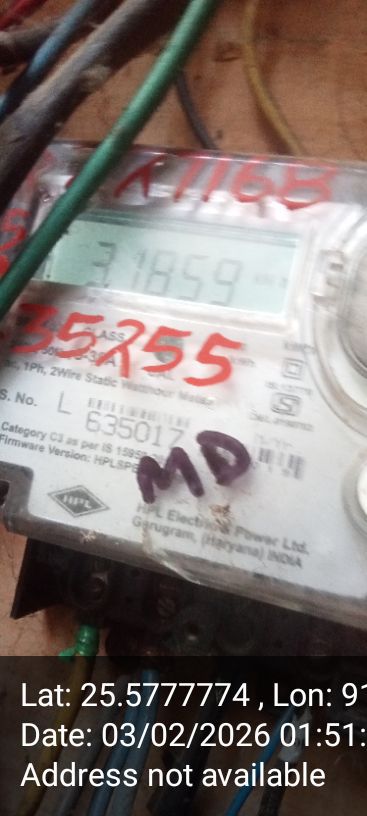 7168
3.1859
35255
1Ph, 2Wire Static Watthour Meter
S. No. L 635017
Category C3 as per IS
Firmware Version:
MD
HPL
HPL Electric & Power Ltd.
Gurugram, (Haryana) INDIA
Lat: 25.5777774 , Lon: 91
Date: 03/02/2026 01:51:
Address not available